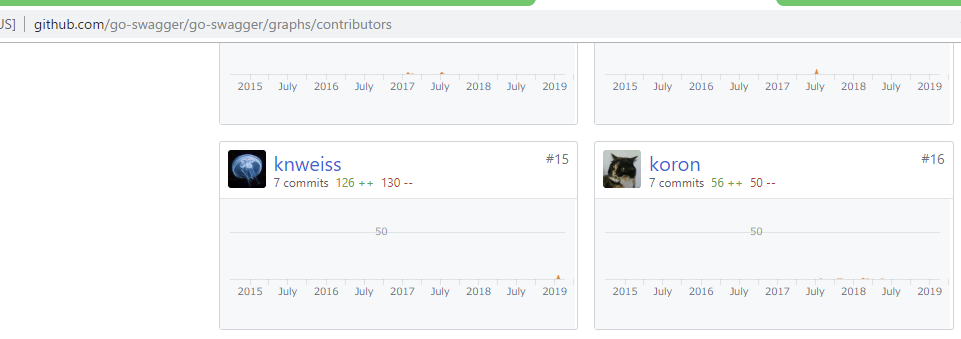 US] github.com/go-swagger/go-swagger/graphs/contributors
2015 July 2016 July 2017 July 2018 July 2019
2015 July 2016 July 2017 July 2018 July 2019
knweiss #15
7 commits 126 ++ 130 --
50
2015 July 2016 July 2017 July 2018 July 2019
koron #16
7 commits 56 ++ 50 --
50
2015 July 2016 July 2017 July 2018 July 2019